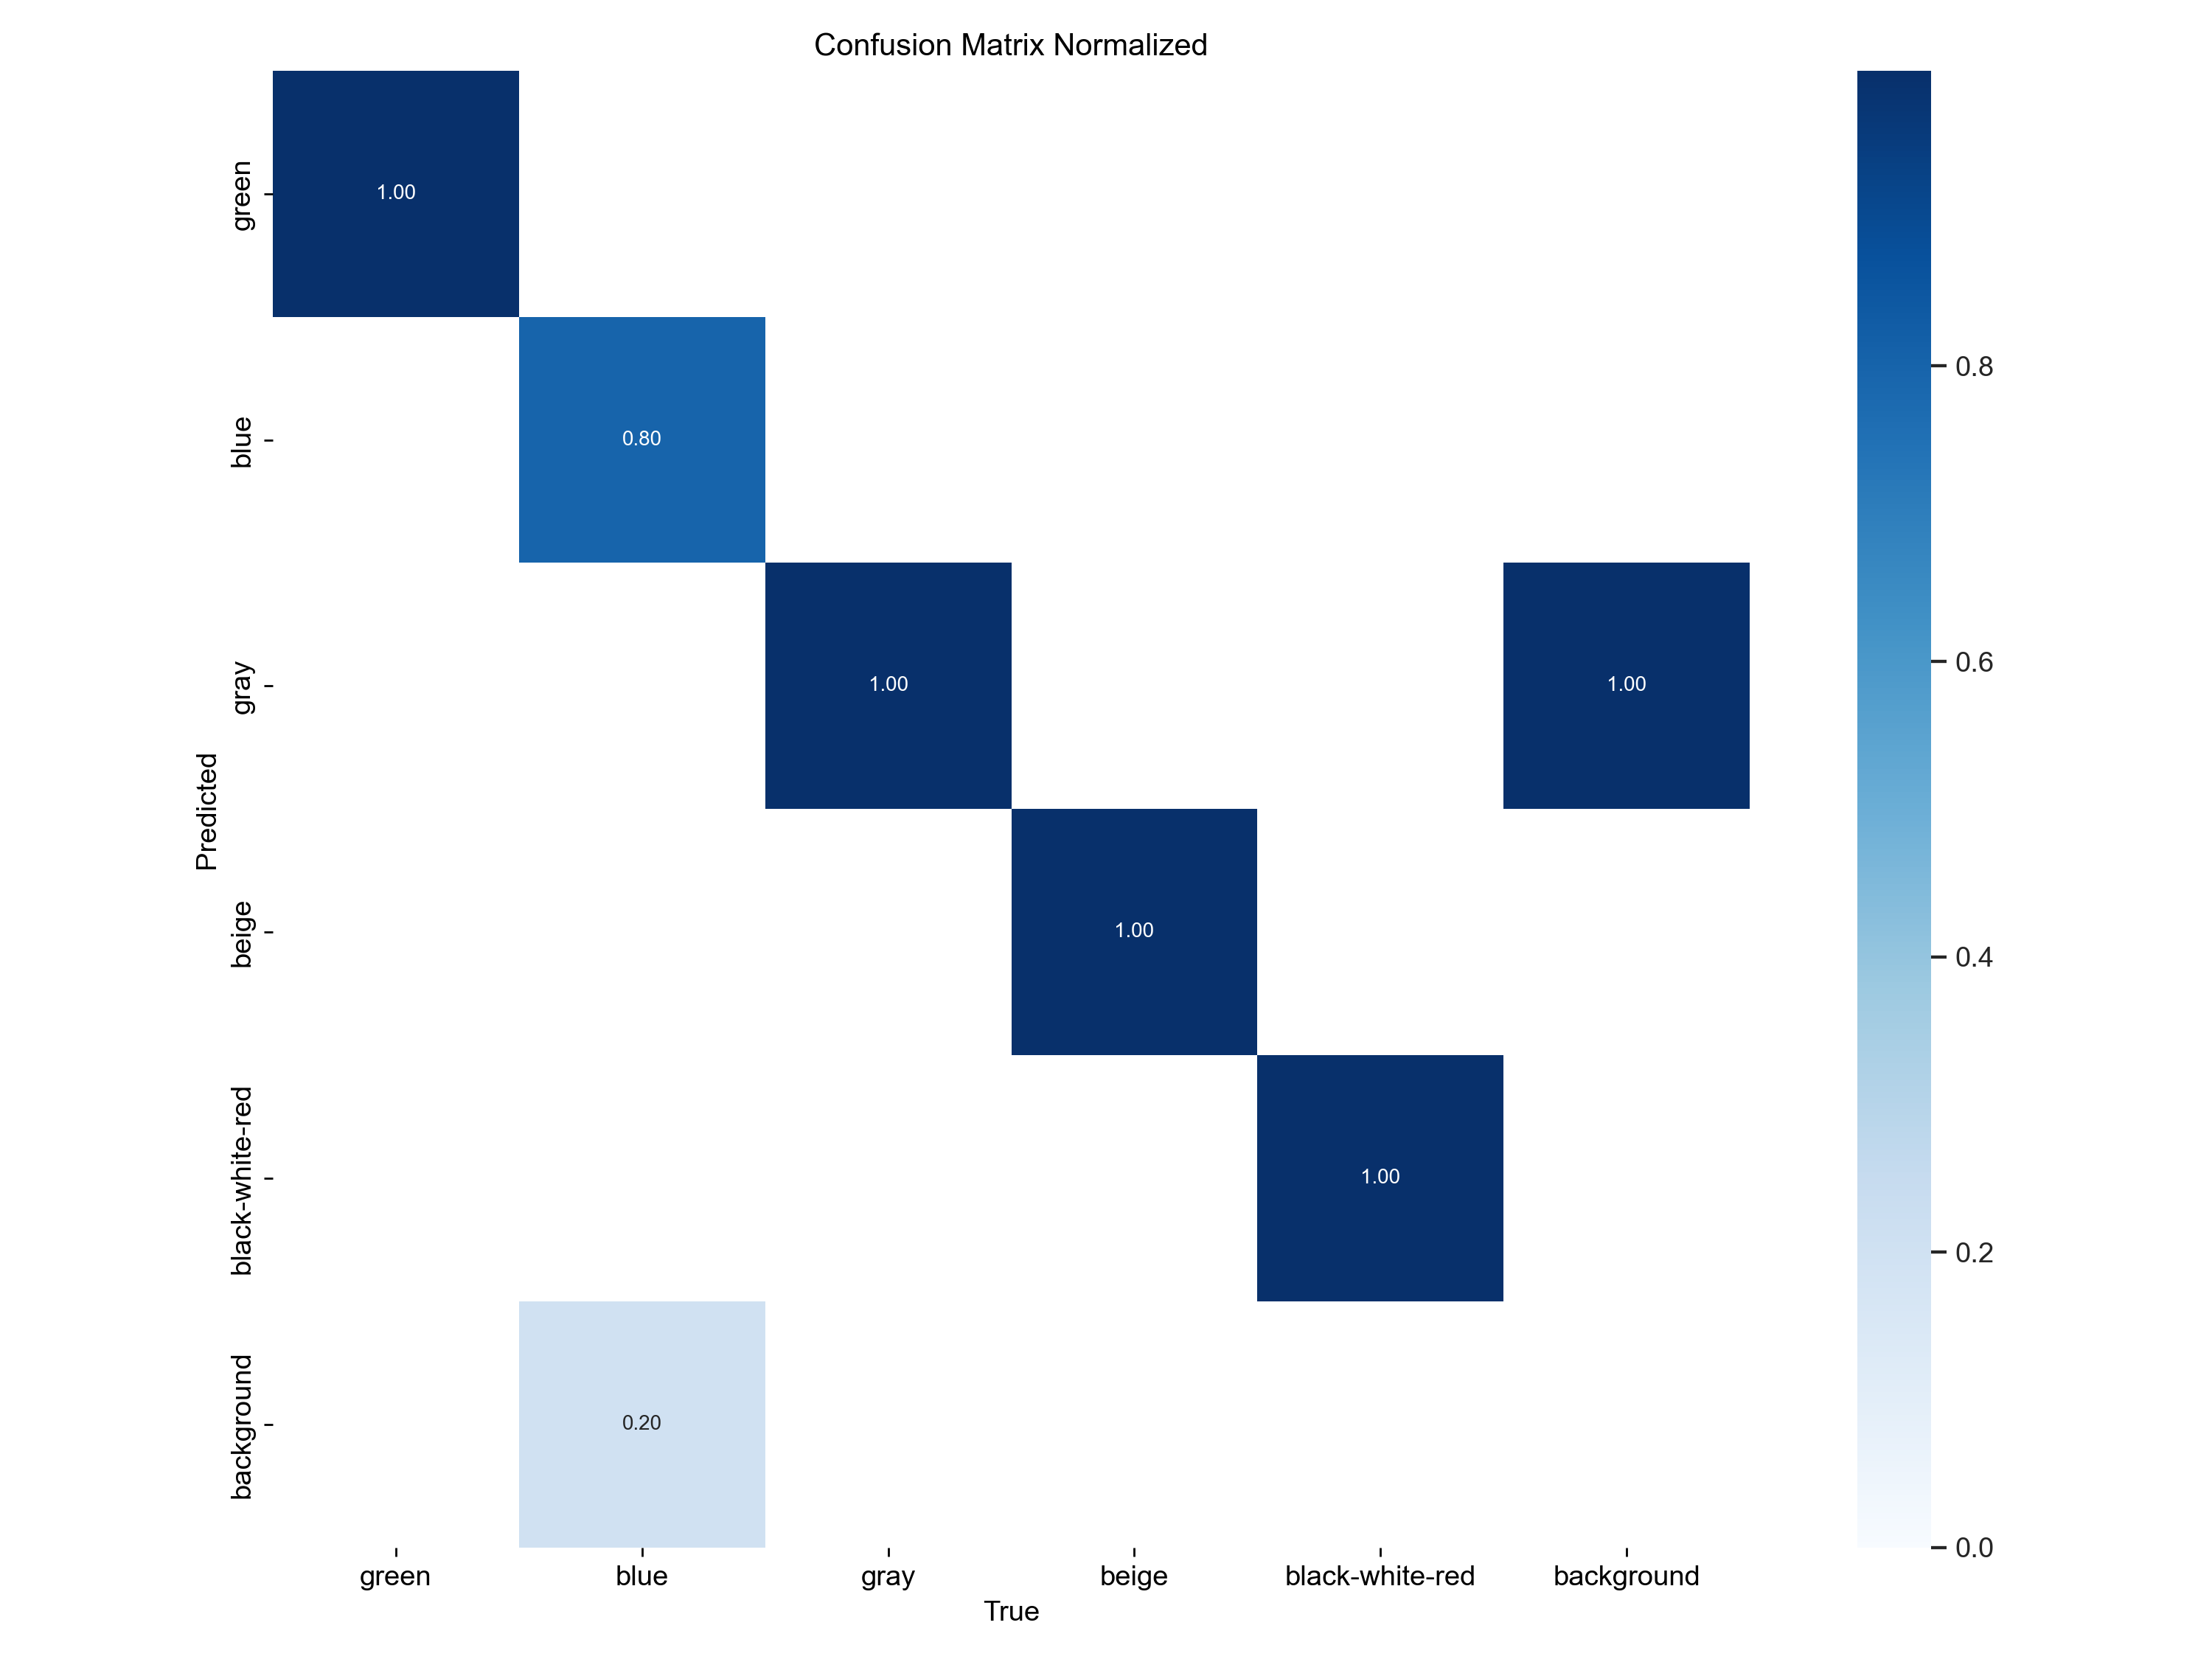 Confusion Matrix Normalized
green
1.00
blue
0.80
gray
1.00
1.00
beige
1.00
black-white-red
1.00
background
0.20
Predicted
green
blue
gray
beige
black-white-red
background
True
0.8
0.6
0.4
0.2
0.0